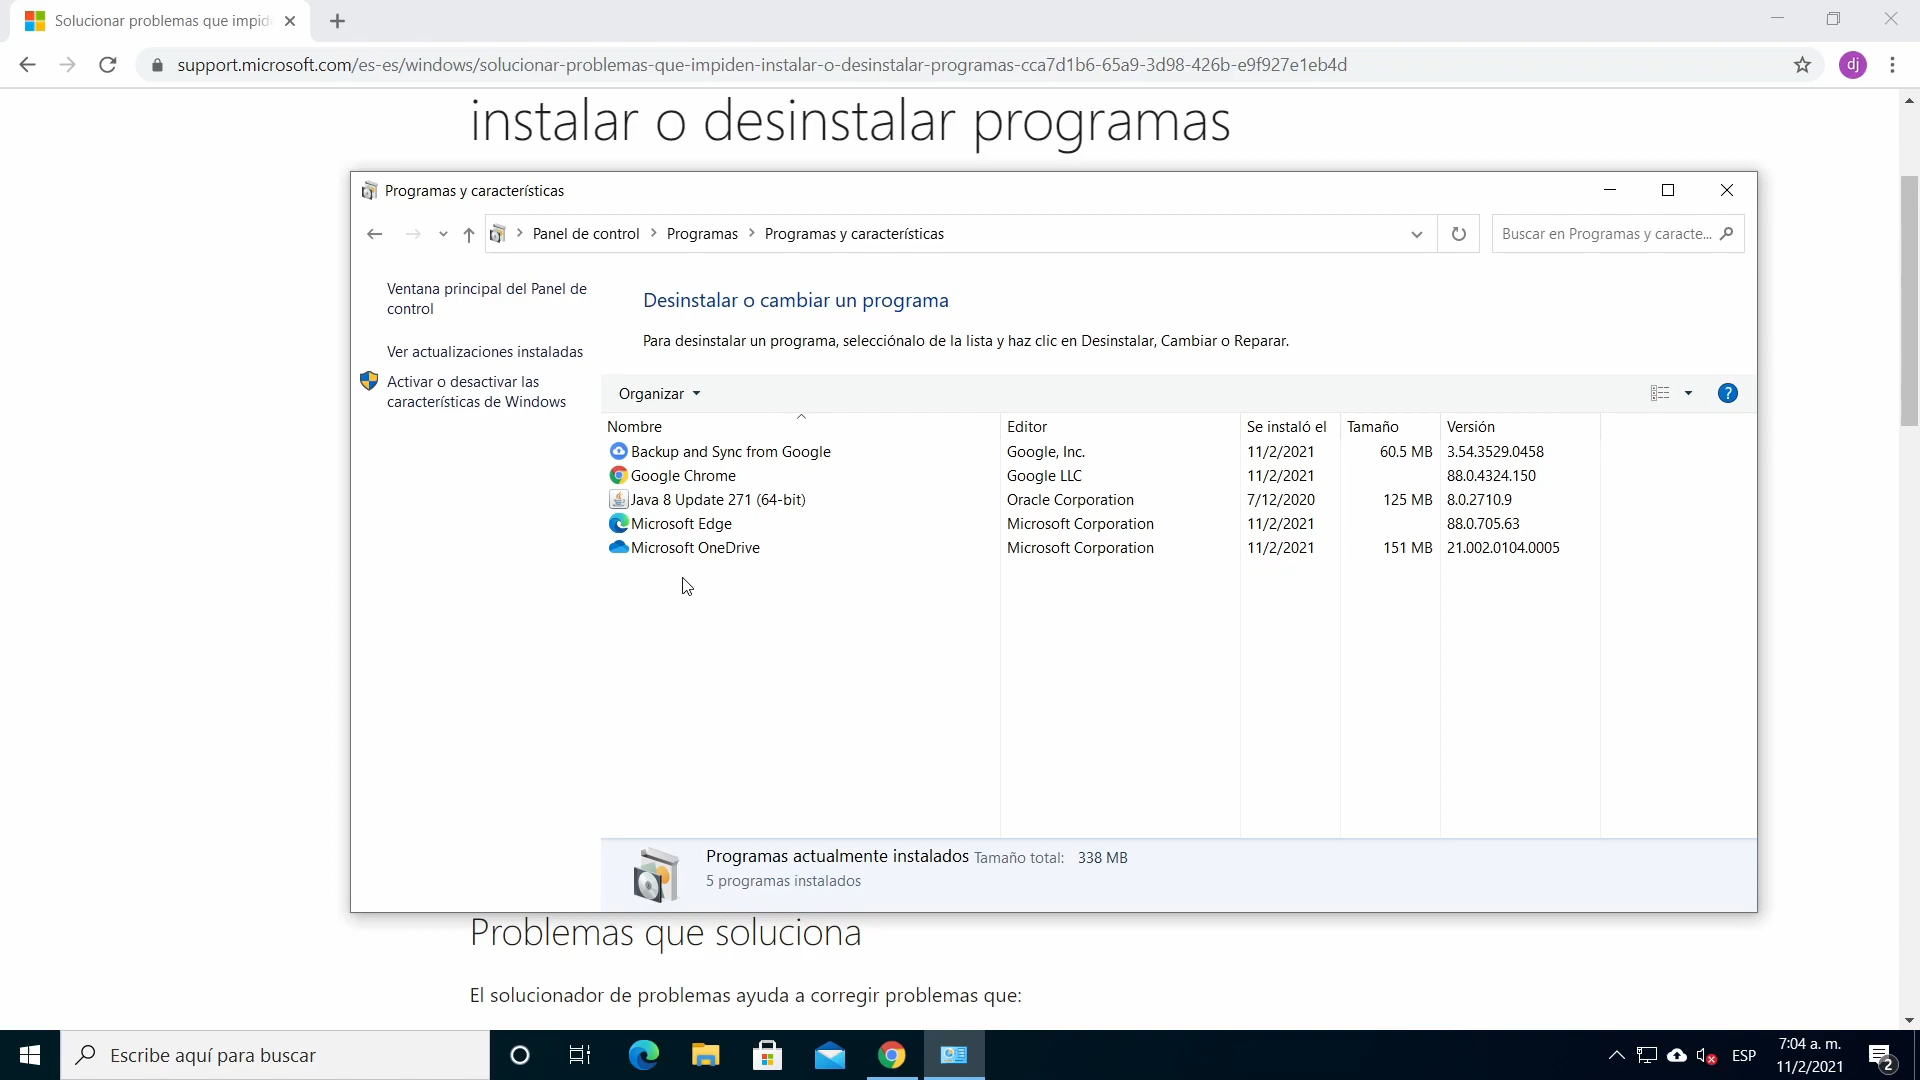 Solucionar problemas que impid
support.microsoft.com/es-es/windows/solucionar-problemas-que-impiden-instalar-o-desinstalar-programas-cca7d1b6-65a9-3d98-426b-e9f927e1eb4d
dj
instalar o desinstalar programas
Programas y características
Panel de control > Programas > Programas y características
Buscar en Programas y caracte...
Ventana principal del Panel de
control
Ver actualizaciones instaladas
Activar o desactivar las
características de Windows
Desinstalar o cambiar un programa
Para desinstalar un programa, selecciónalo de la lista y haz clic en Desinstalar, Cambiar o Reparar.
Organizar
Nombre Editor Se instaló el Tamaño Versión
Backup and Sync from Google Google, Inc. 11/2/2021 60.5 MB 3.54.3529.0458
Google Chrome Google LLC 11/2/2021 88.0.4324.150
Java 8 Update 271 (64-bit) Oracle Corporation 7/12/2020 125 MB 8.0.2710.9
Microsoft Edge Microsoft Corporation 11/2/2021 88.0.705.63
Microsoft OneDrive Microsoft Corporation 11/2/2021 151 MB 21.002.0104.0005
Programas actualmente instalados Tamaño total: 338 MB
5 programas instalados
Problemas que soluciona
El solucionador de problemas ayuda a corregir problemas que:
Escribe aquí para buscar
ESP
7:04 a. m.
11/2/2021
2